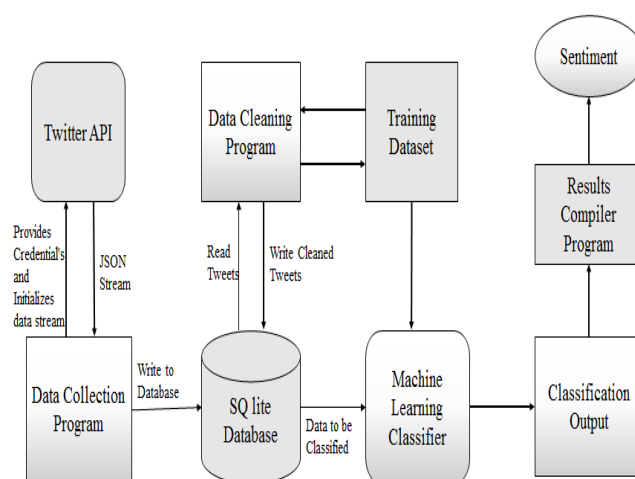 Sentiment
Twitter API
Data Cleaning
Program
Training
Dataset
Results
Compiler
Program
Provides
Credential's
and
Initializes
data stream
JSON
Stream
Read
Tweets
Write Cleaned
Tweets
Data Collection
Program
Write to
Database
SQ lite
Database
Data to be
Classified
Machine
Learning
Classifier
Classification
Output